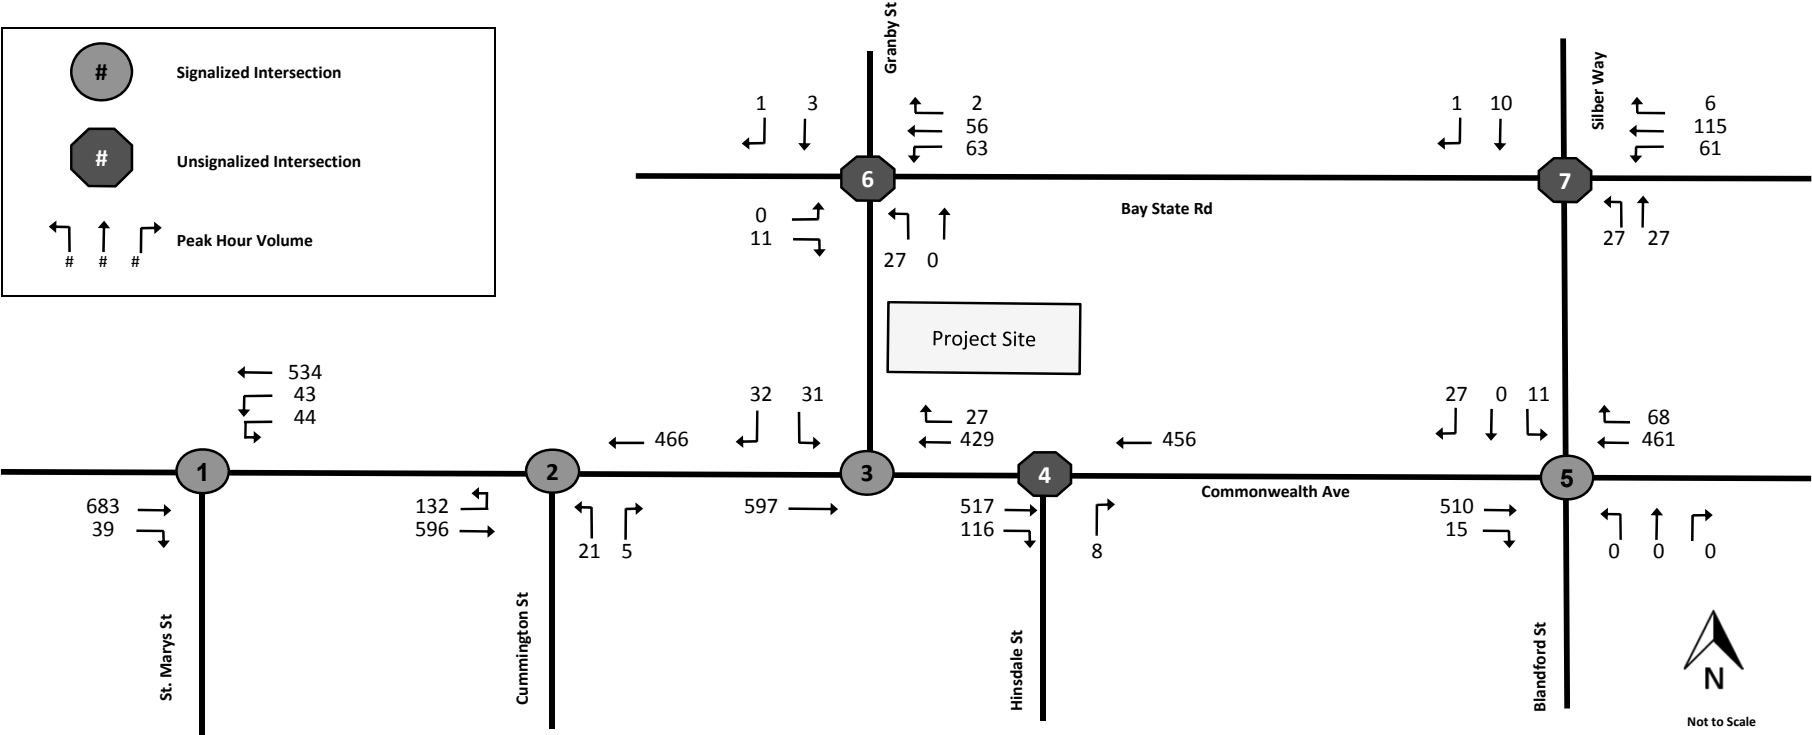 Granby St
#
Signalized Intersection
Silber Way
1 3
2
56
63
1 10
6
115
61
#
Unsignalized Intersection
6
7
Bay State Rd
0
11
27 0
27 27
Peak Hour Volume
# # #
Project Site
534
43
44
32 31
27
429
27 0 11
68
461
466
456
1
2
3
4
5
Commonwealth Ave
683
39
132
596
21 5
597
517
116
8
510
15
0 0 0
St. Marys St
Cummington St
Hinsdale St
Blandford St
N
Not to Scale